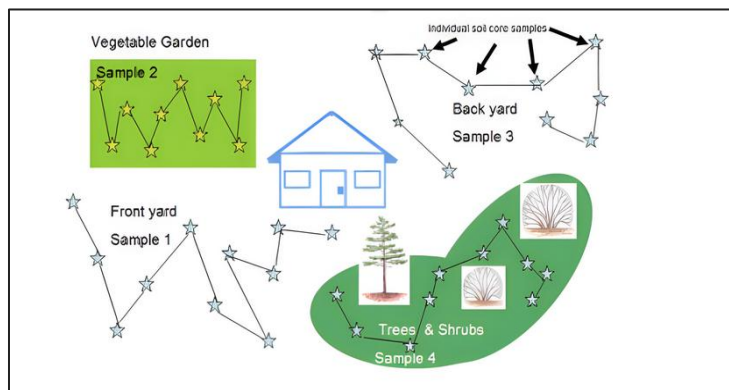 Individual soil core samples
Vegetable Garden
Sample 2
Back yard
Sample 3
Front yard
Sample 1
Trees & Shrubs
Sample 4